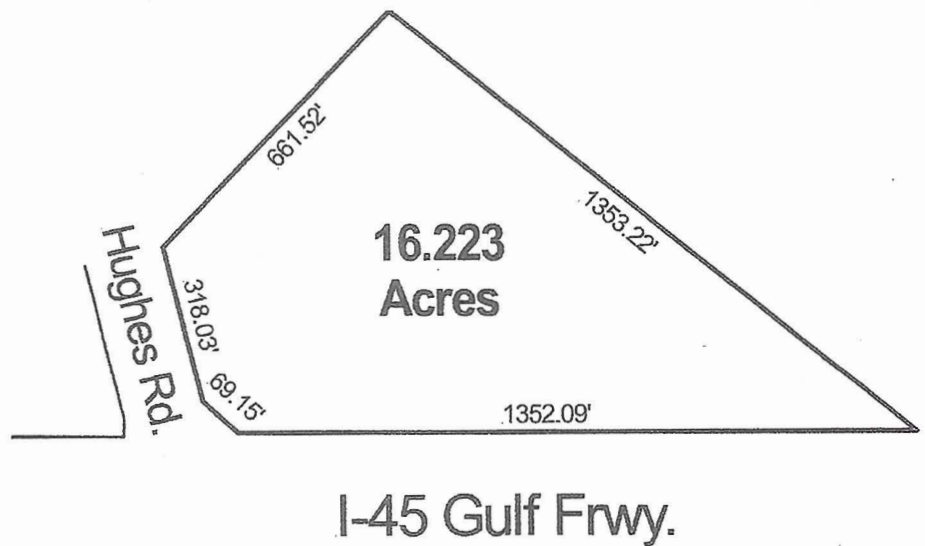 661.52'
1353.22'
16.223
Acres
Hughes Rd.
318.03'
69.15'
1352.09'
I-45 Gulf Frwy.